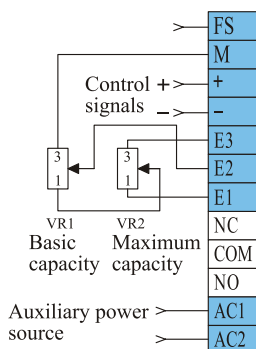 FS
M
Control + +
signals - -
E3
3 3 E2
1 1 E1
VR1 VR2 NC
Basic Maximum
capacity capacity COM
NO
Auxiliary power AC1
source AC2